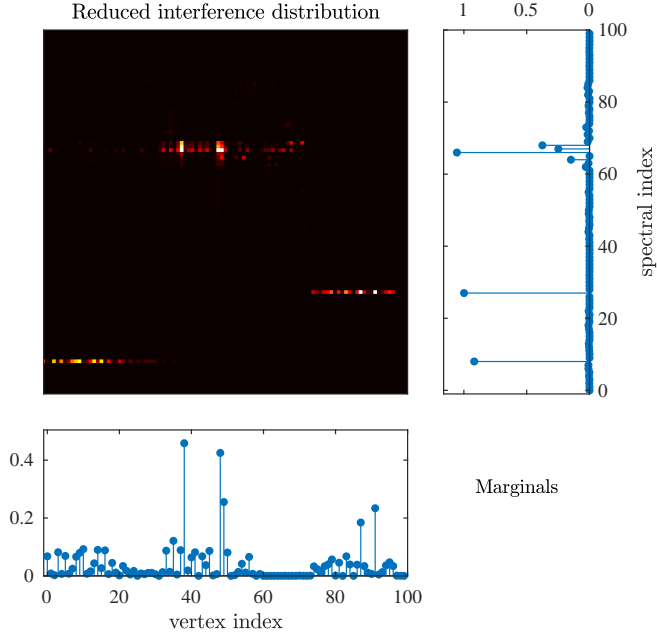 Reduced interference distribution
1 0.5 0
100
80
60
40
20
0
spectral index
0.4
0.2
0
0 20 40 60 80 100
vertex index
Marginals